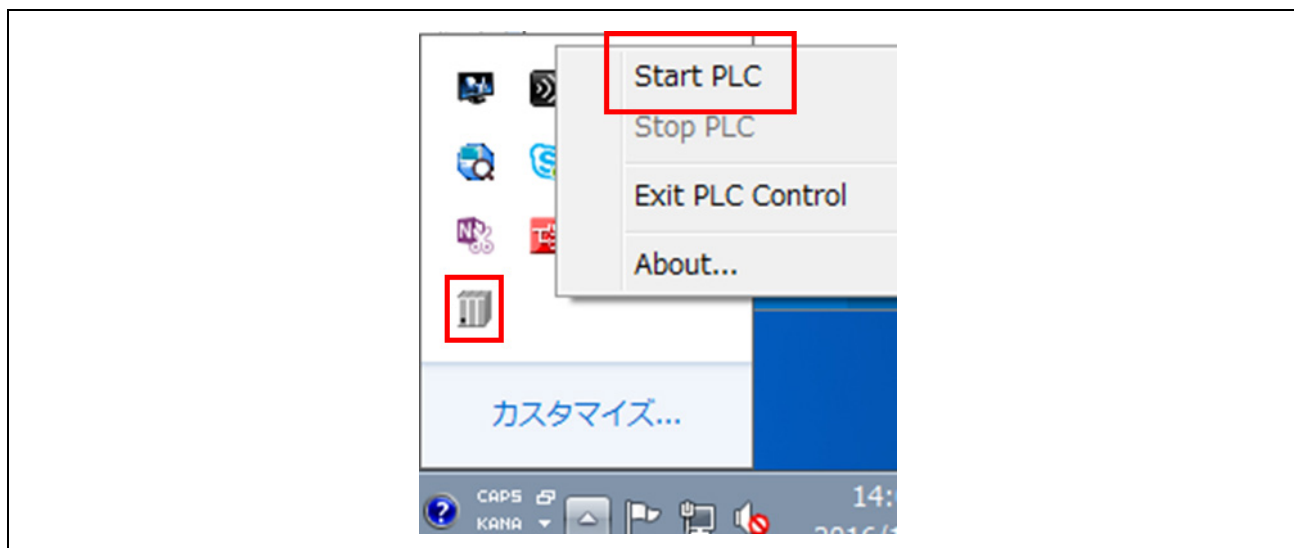 Start PLC
Stop PLC
Exit PLC Control
About...
カスタマイズ...
CAPS
KANA
14: